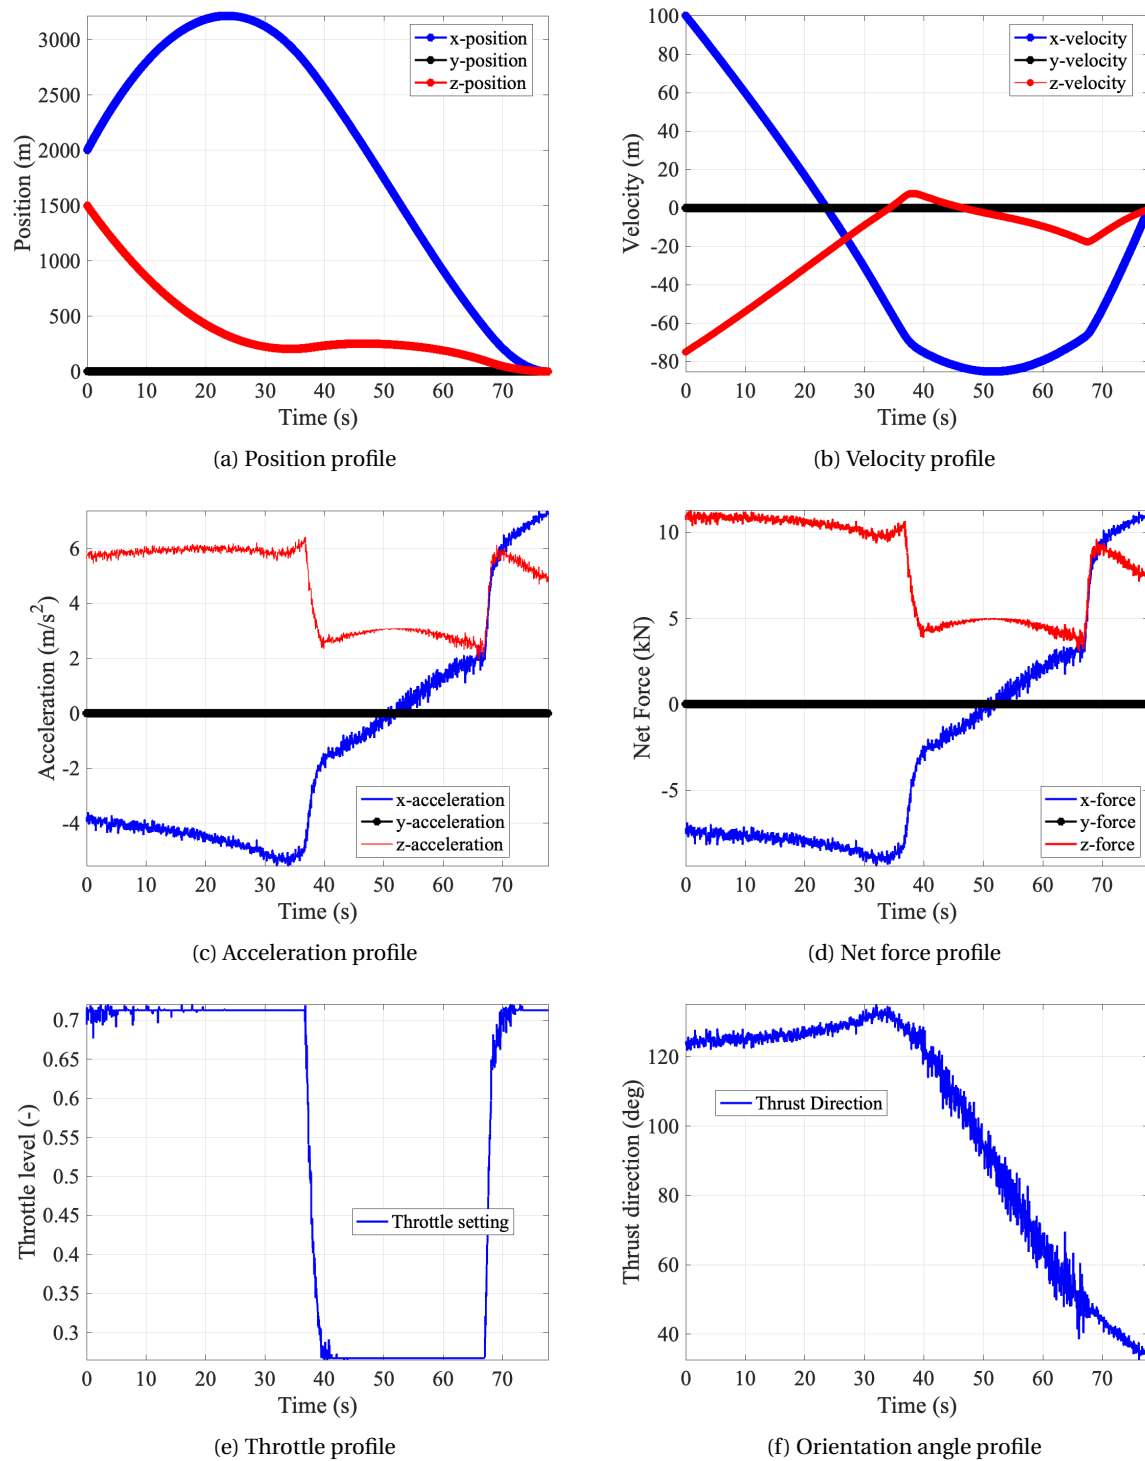 3000
2500
2000
1500
1000
500
0
Position (m)
x-position
y-position
z-position
0 10 20 30 40 50 60 70
Time (s)
(a) Position profile
100
80
60
40
20
0
-20
-40
-60
-80
Velocity (m)
x-velocity
y-velocity
z-velocity
0 10 20 30 40 50 60 70
Time (s)
(b) Velocity profile
6
4
2
0
-2
-4
Acceleration (m/s²)
x-acceleration
y-acceleration
z-acceleration
0 10 20 30 40 50 60 70
Time (s)
(c) Acceleration profile
10
5
0
-5
Net Force (kN)
x-force
y-force
z-force
0 10 20 30 40 50 60 70
Time (s)
(d) Net force profile
0.7
0.65
0.6
0.55
0.5
0.45
0.4
0.35
0.3
Throttle level (-)
Throttle setting
0 10 20 30 40 50 60 70
Time (s)
(e) Throttle profile
120
100
80
60
40
Thrust direction (deg)
Thrust Direction
0 10 20 30 40 50 60 70
Time (s)
(f) Orientation angle profile